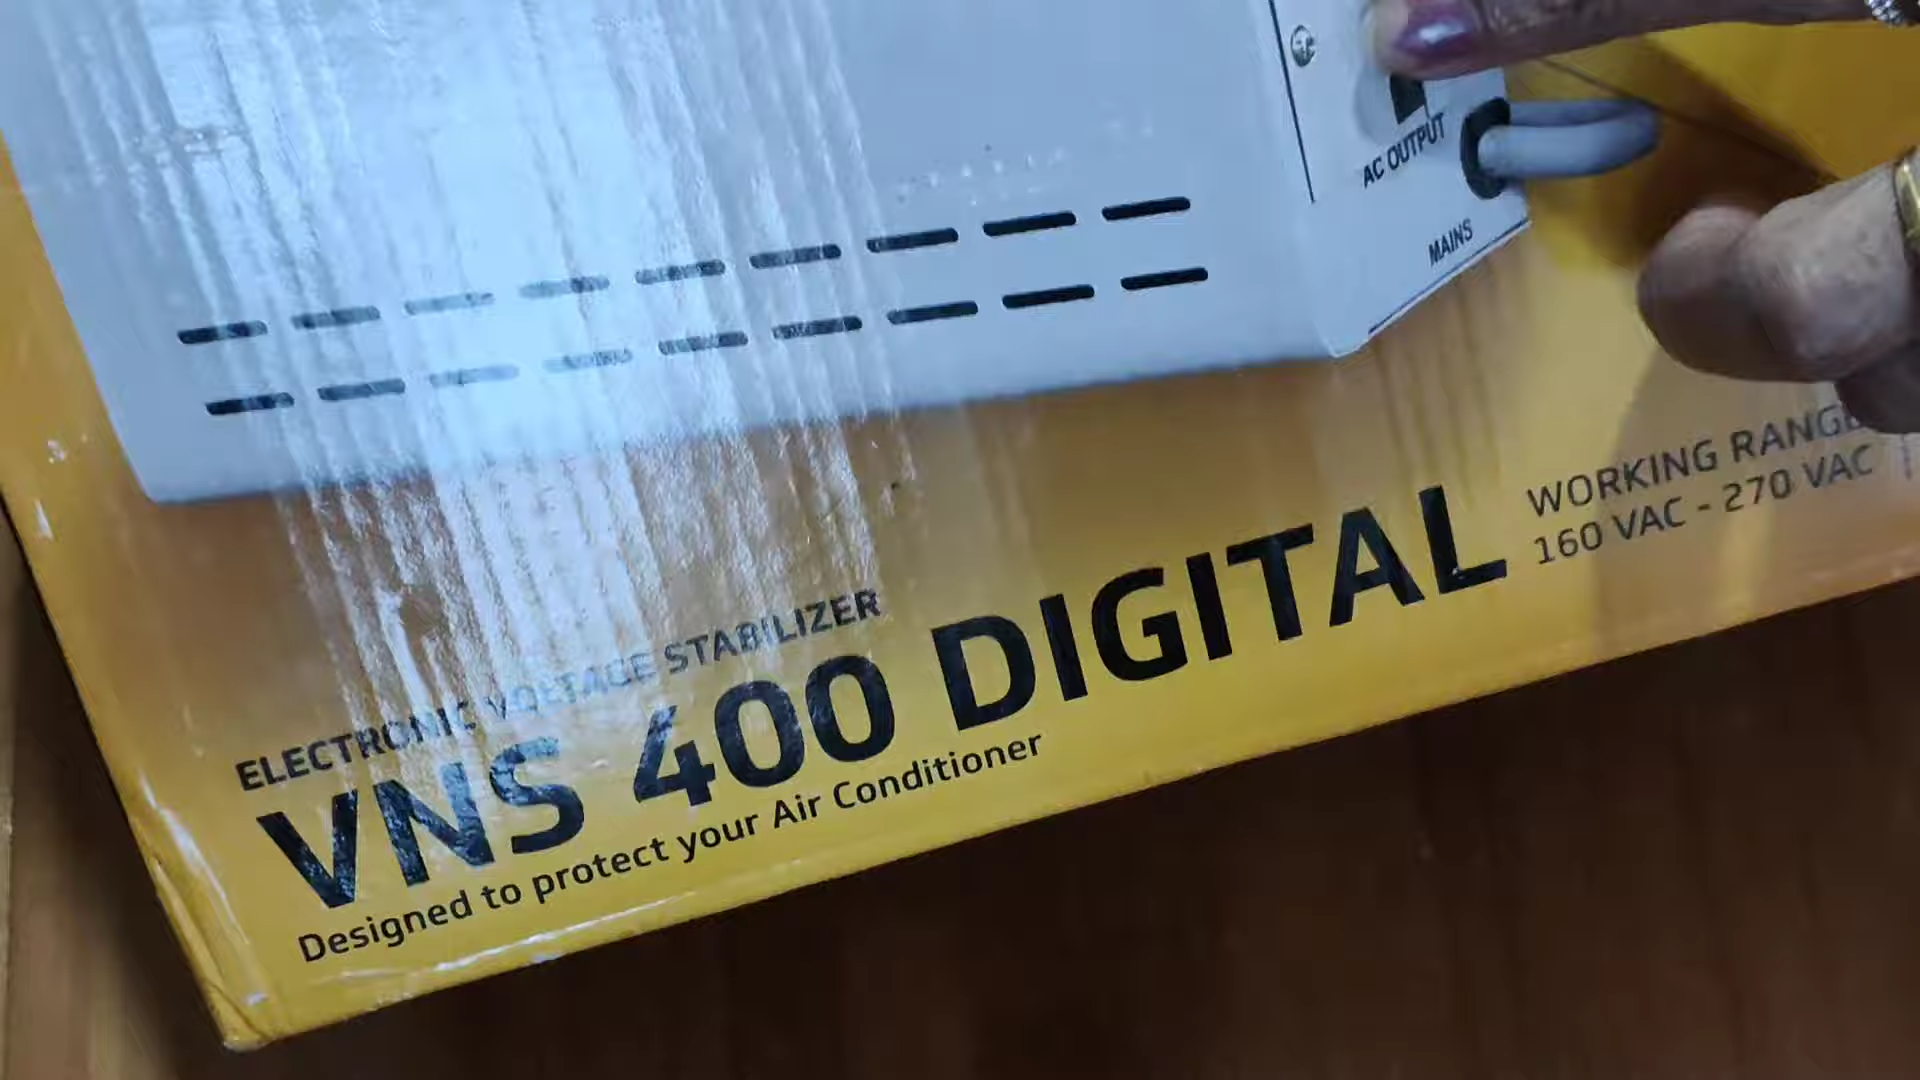 AC OUTPUT
MAINS
WORKING RANGE
160 VAC - 270 VAC
ELECTRONIC VOLTAGE STABILIZER
VNS 400 DIGITAL
Designed to protect your Air Conditioner